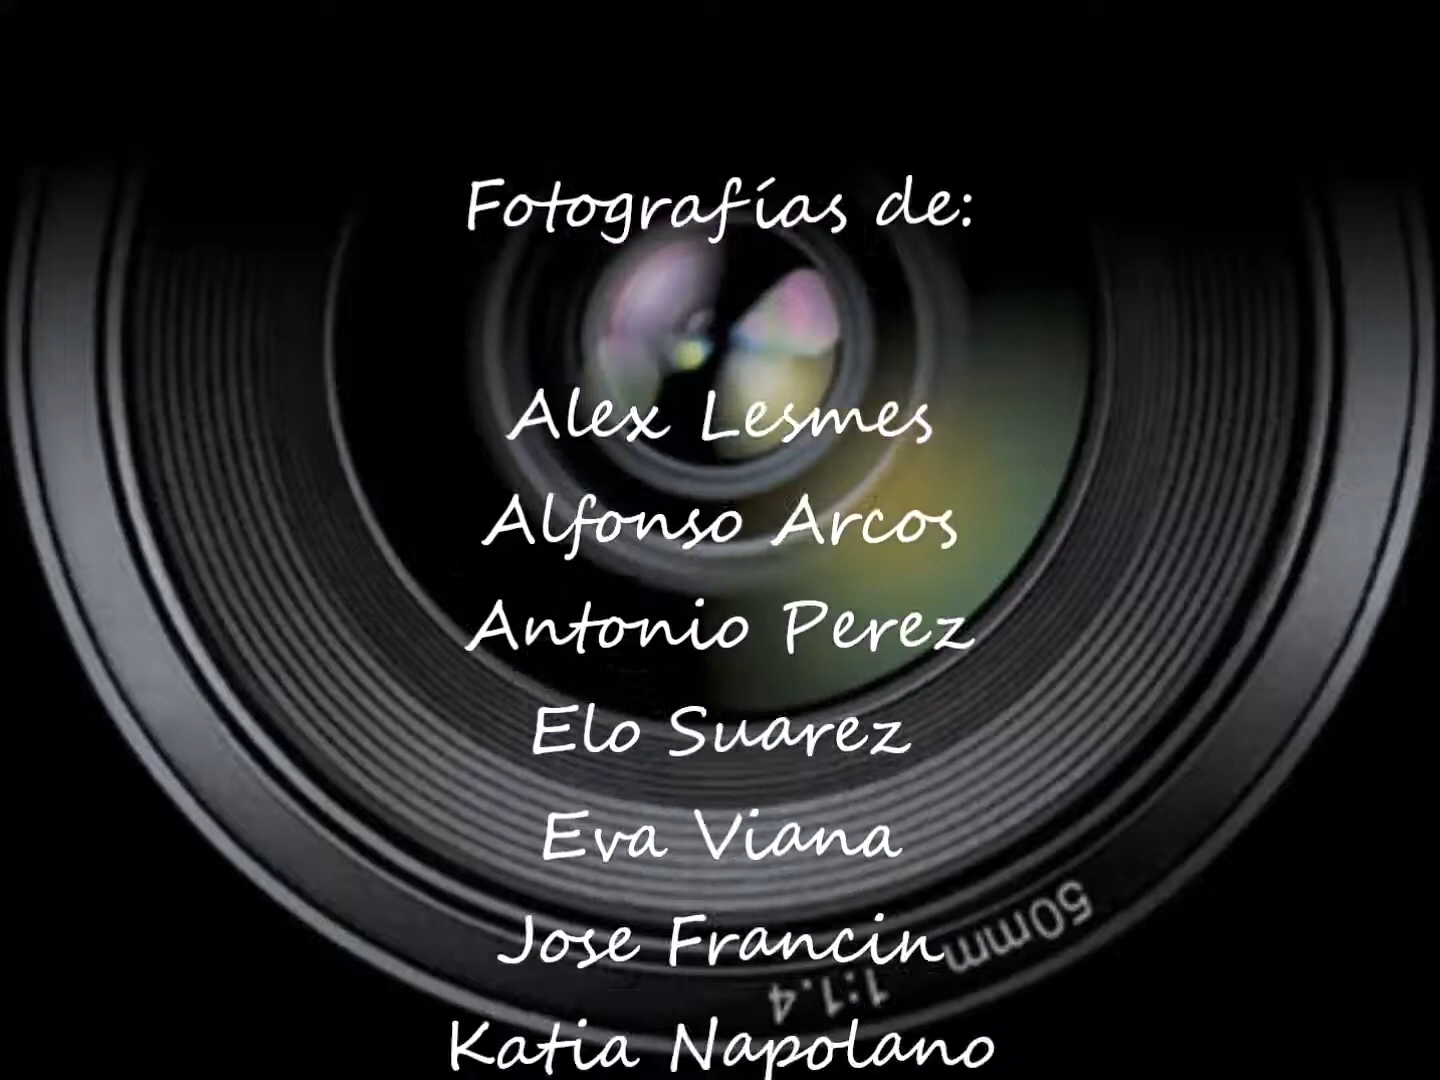 Fotografías de:
Alex Lesmes
Alfonso Arcos
Antonio Perez
Elo Suarez
Eva Viana
Jose Francin
50mm
1:1.4
Katia Napolano